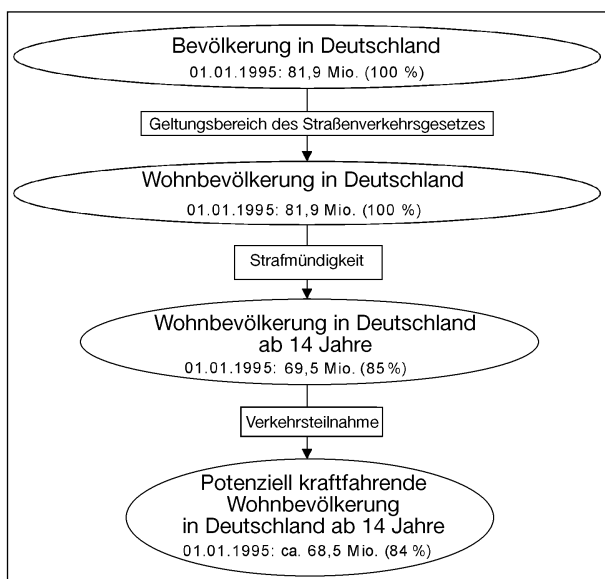 Bevölkerung in Deutschland
01.01.1995: 81,9 Mio. (100 %)
Geltungsbereich des Straßenverkehrsgesetzes
Wohnbevölkerung in Deutschland
01.01.1995: 81,9 Mio. (100 %)
Strafmündigkeit
Wohnbevölkerung in Deutschland
ab 14 Jahre
01.01.1995: 69,5 Mio. (85%)
Verkehrsteilnahme
Potenziell kraftfahrende
Wohnbevölkerung
in Deutschland ab 14 Jahre
01.01.1995: ca. 68,5 Mio. (84 %)